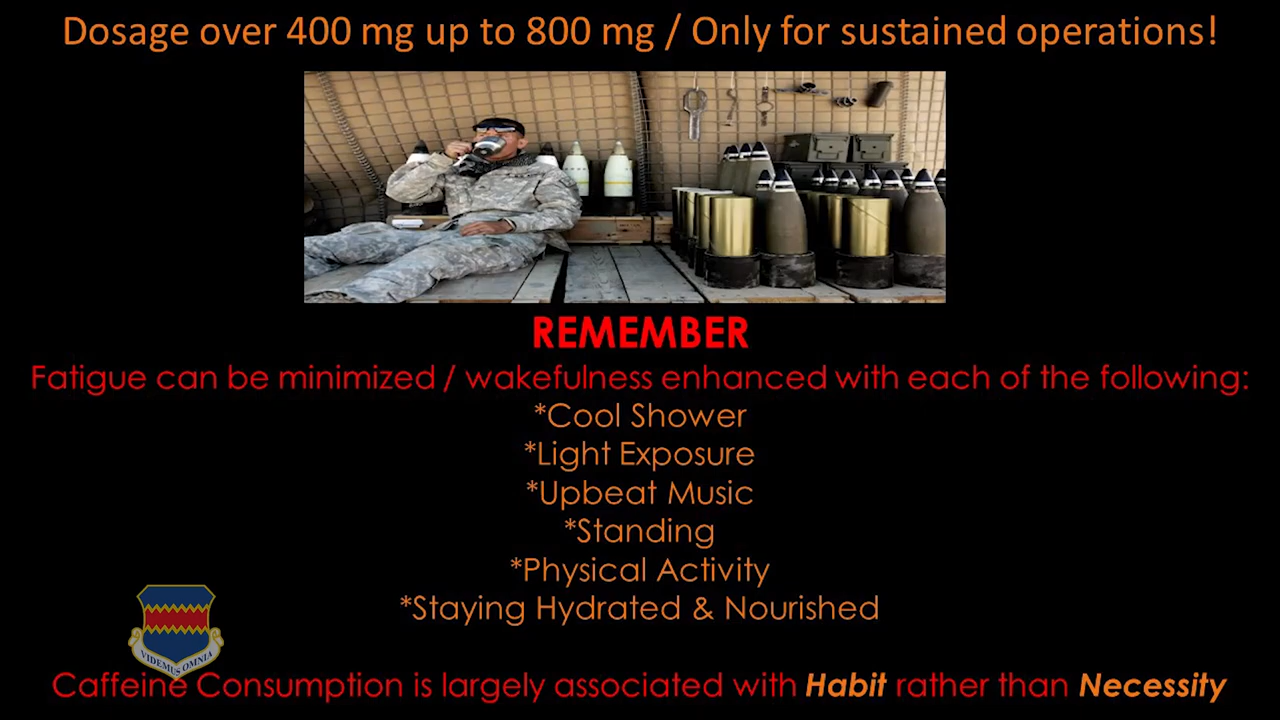 Dosage over 400 mg up to 800 mg / Only for sustained operations!
REMEMBER
Fatigue can be minimized / wakefulness enhanced with each of the following:
*Cool Shower
*Light Exposure
*Upbeat Music
*Standing
*Physical Activity
*Staying Hydrated & Nourished
VIDEMUS OMNIA
Caffeine Consumption is largely associated with Habit rather than Necessity